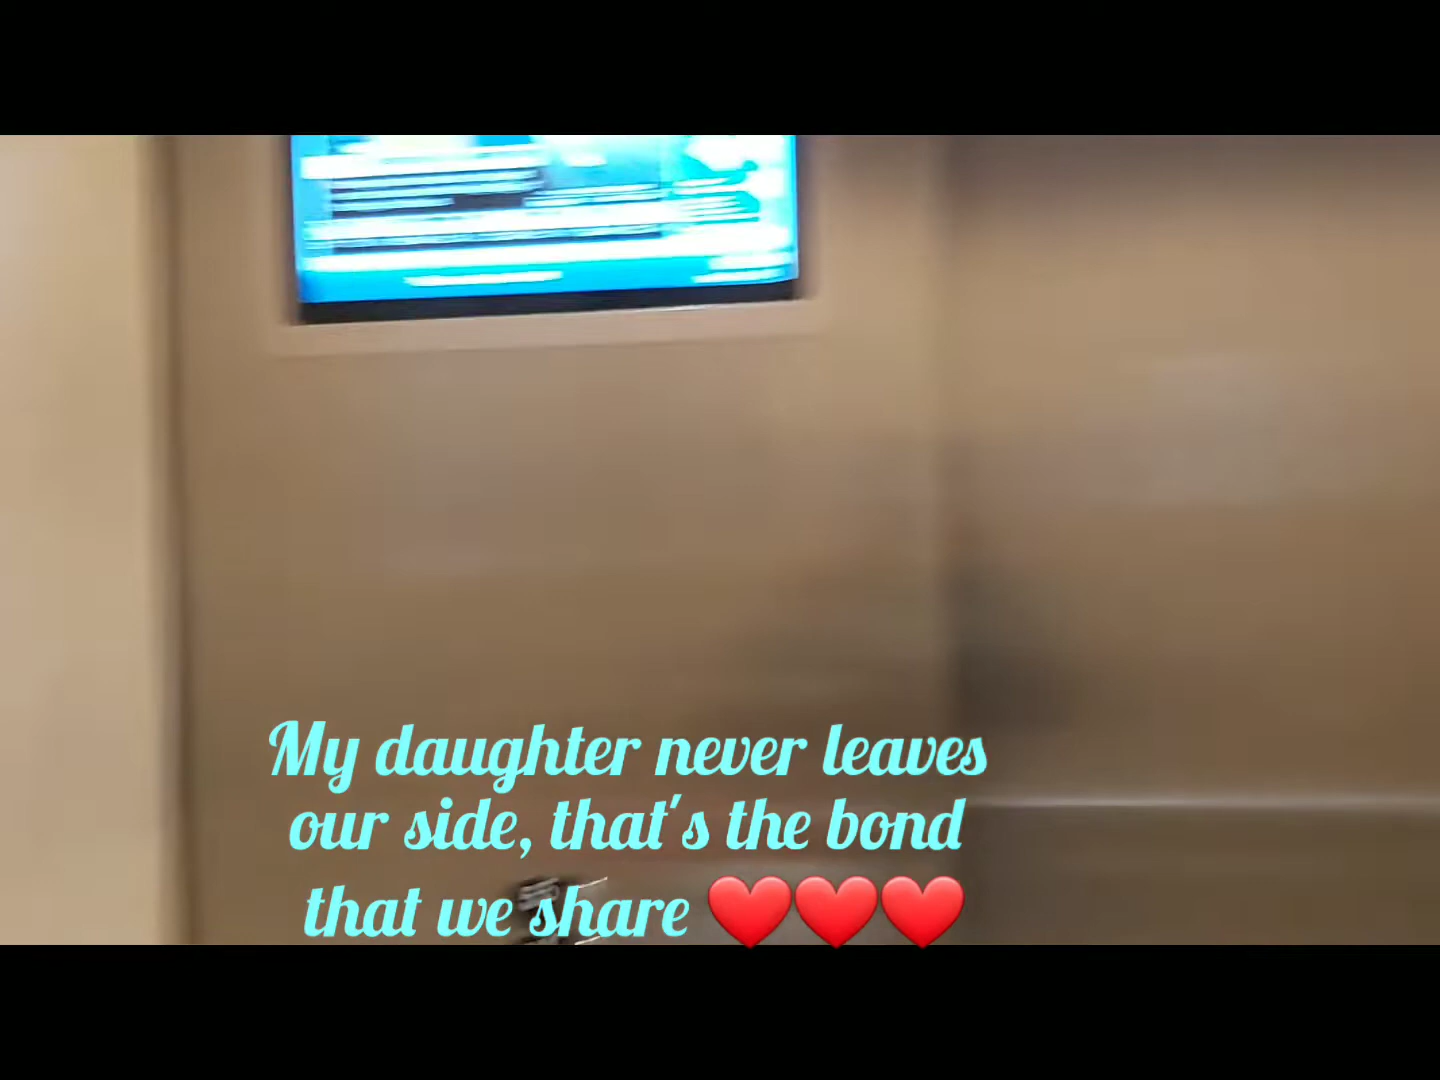 My daughter never leaves
our side, that's the bond
that we share ❤️❤️❤️